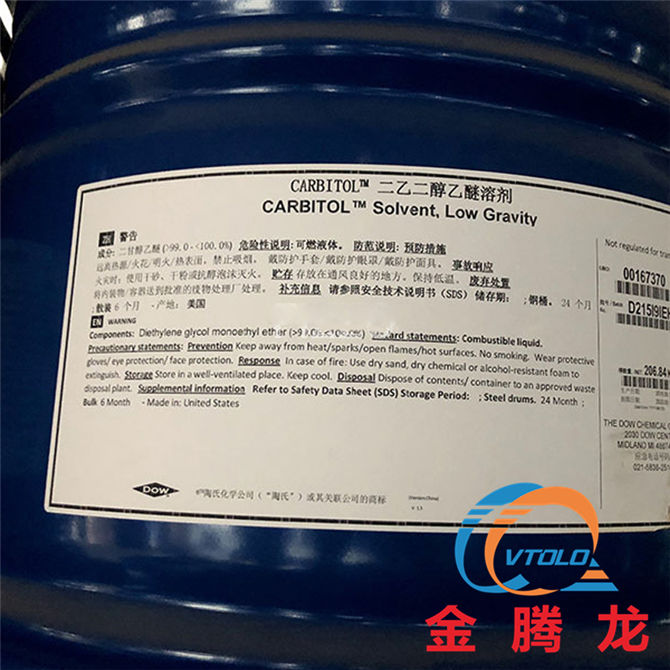 CARBITOL™ 二乙二醇乙醚溶剂
CARBITOL™ Solvent, Low Gravity
ZH 警告
成分: 二甘醇乙醚 (>99.0 - <100.0%) 危险性说明: 可燃液体。 防范说明: 预防措施
远离热源/火花/明火/热表面。禁止吸烟。 戴防护手套/戴防护眼罩/戴防护面具。 事故响应
火灾时: 使用干砂、干粉或抗醇泡沫灭火。 贮存 存放在通风良好的地方。保持低温。 废弃处置
将内装物/容器送到批准的废物处理厂处理。 补充信息 请参照安全技术说明书 (SDS) 储存期: ; 钢桶。 24 个月
; 散装 6 个月 - 产地: 美国
EN WARNING
Components: Diethylene glycol monoethyl ether Hazard statements: Combustible liquid.
Precautionary statements: Prevention Keep away from heat/sparks/open flames/hot surfaces. No smoking. Wear protective
gloves/ eye protection/ face protection. Response In case of fire: Use dry sand, dry chemical or alcohol-resistant foam to
extinguish. Storage Store in a well-ventilated place. Keep cool. Disposal Dispose of contents/ container to an approved waste
disposal plant. Supplemental information Refer to Safety Data Sheet (SDS) Storage Period: ; Steel drums. 24 Month ;
Bulk 6 Month - Made in: United States
DOW
陶氏化学公司 (“陶氏”) 或其关联公司的商标
Not regulated for
00167370
D215I9IEH
206.84
THE DOW CHEMICAL
2030 DOW CEN
MIDLAND MI
021-5838-251
VTOLO
金腾龙